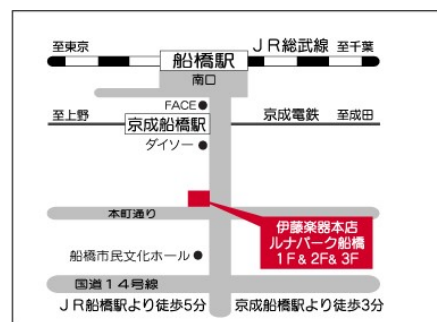 至東京
船橋駅
JR総武線
至千葉
南口
FACE
至上野
京成船橋駅
京成電鉄
至成田
ダイソー
本町通り
伊藤楽器本店
ルナパーク船橋
1F & 2F & 3F
船橋市民文化ホール
国道14号線
JR船橋駅より徒歩5分
京成船橋駅より徒歩3分